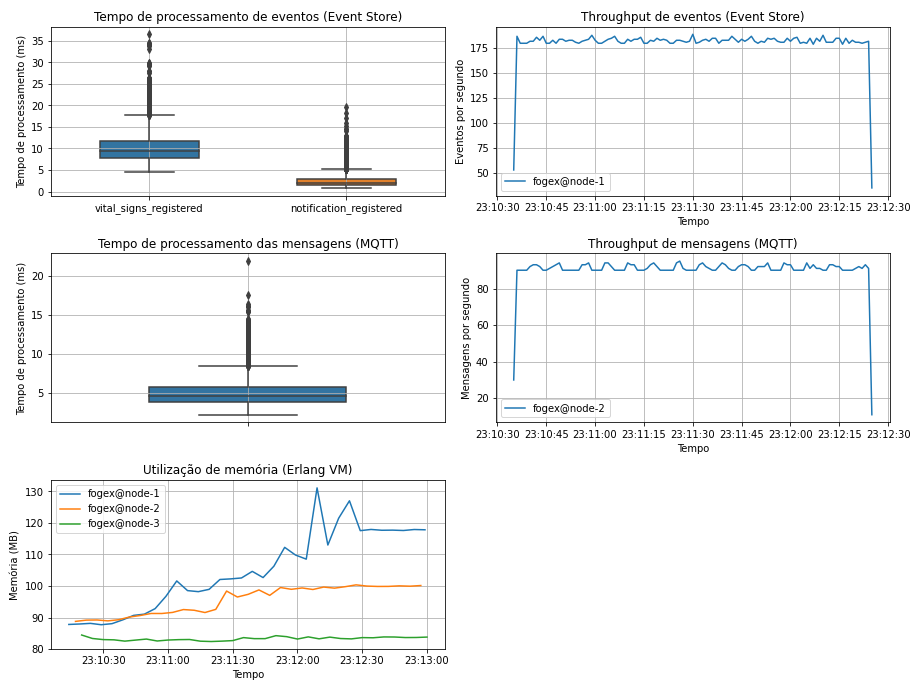 Tempo de processamento de eventos (Event Store)
Tempo de processamento (ms)
35
30
25
20
15
10
5
0
vital_signs_registered
notification_registered
Throughput de eventos (Event Store)
Eventos por segundo
175
150
125
100
75
50
fogex@node-1
23:10:30
23:10:45
23:11:00
23:11:15
23:11:30
23:11:45
23:12:00
23:12:15
23:12:30
Tempo
Tempo de processamento das mensagens (MQTT)
Tempo de processamento (ms)
20
15
10
5
Throughput de mensagens (MQTT)
Mensagens por segundo
80
60
40
20
fogex@node-2
23:10:30
23:10:45
23:11:00
23:11:15
23:11:30
23:11:45
23:12:00
23:12:15
23:12:30
Tempo
Utilização de memória (Erlang VM)
Memória (MB)
130
120
110
100
90
80
fogex@node-1
fogex@node-2
fogex@node-3
23:10:30
23:11:00
23:11:30
23:12:00
23:12:30
23:13:00
Tempo